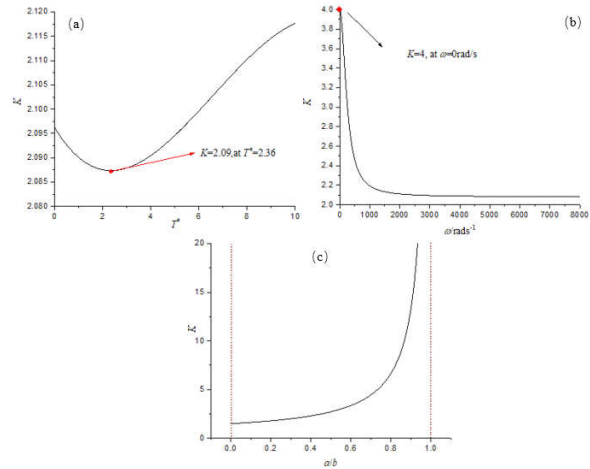 (a)
2.120
2.115
2.110
2.105
2.100
2.095
2.090
2.085
2.080
K
K=2.09,at T*=2.36
0 2 4 6 8 10
T*
(b)
4.0
3.8
3.6
3.4
3.2
3.0
2.8
2.6
2.4
2.2
2.0
K
K=4, at ω=0rad/s
0 1000 2000 3000 4000 5000 6000 7000 8000
ω/rads⁻¹
(c)
20
15
10
5
0
K
0.0 0.2 0.4 0.6 0.8 1.0
a/b